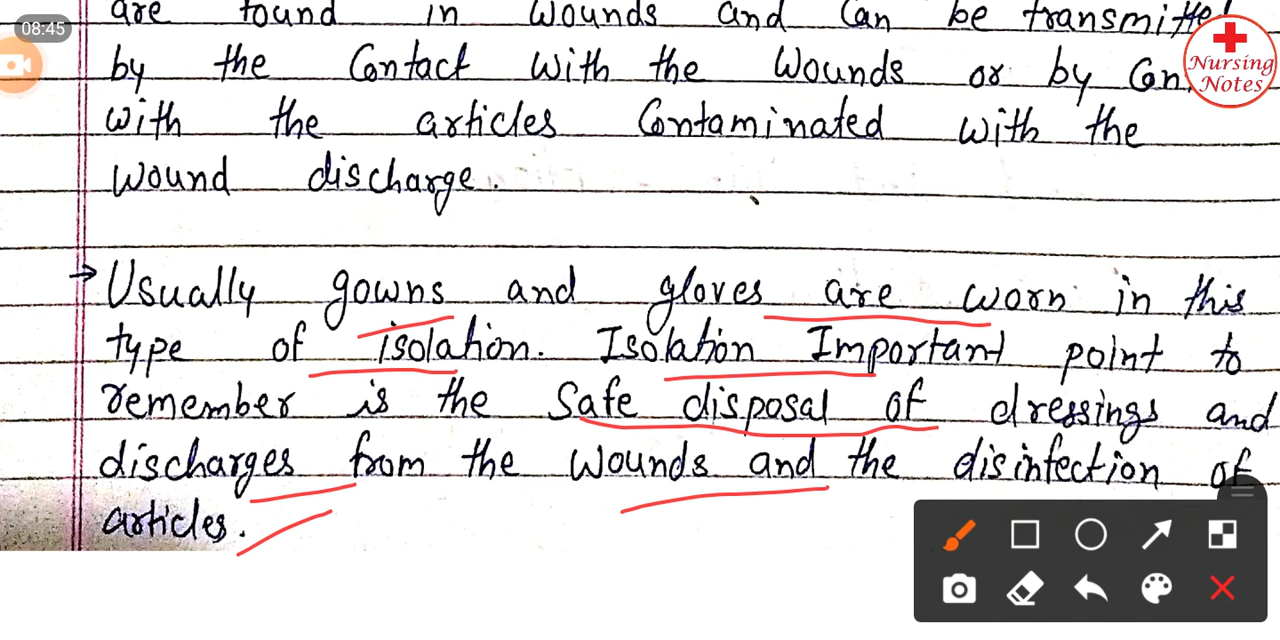 08:45
are found in wounds and can be transmitted
by the Contact with the Wounds or by Con
Nursing
Notes
with the articles Contaminated with the
wound discharge.
→ Usually gowns and gloves are worn in this
type of isolation. Isolation Important point to
remember is the Safe disposal of dressings and
discharges from the wounds and the disinfection of
articles.